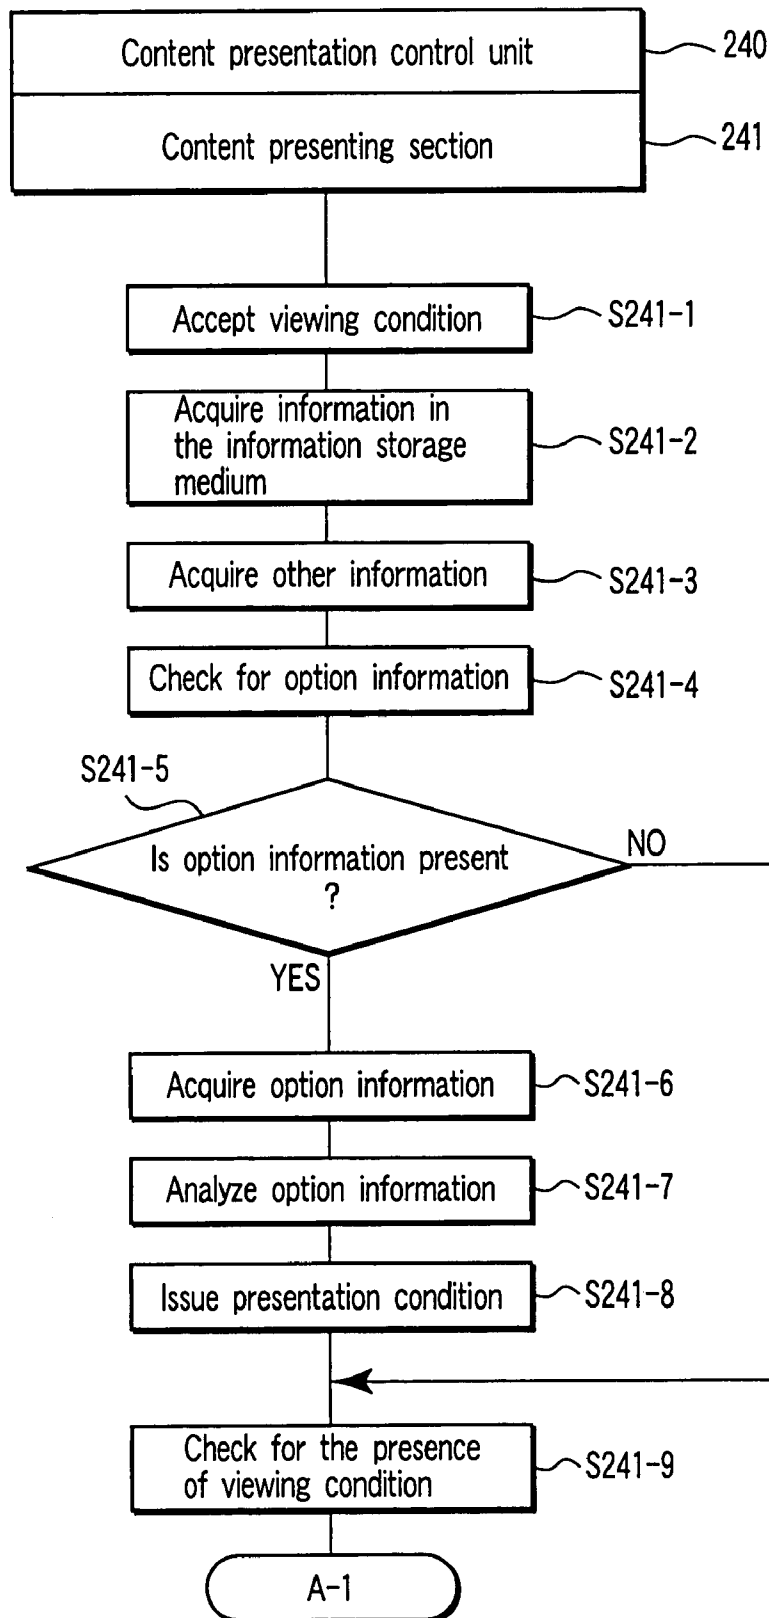 Content presentation control unit
240
Content presenting section
241
Accept viewing condition
S241-1
Acquire information in
the information storage
medium
S241-2
Acquire other information
S241-3
Check for option information
S241-4
S241-5
Is option information present
?
NO
YES
Acquire option information
S241-6
Analyze option information
S241-7
Issue presentation condition
S241-8
Check for the presence
of viewing condition
S241-9
A-1